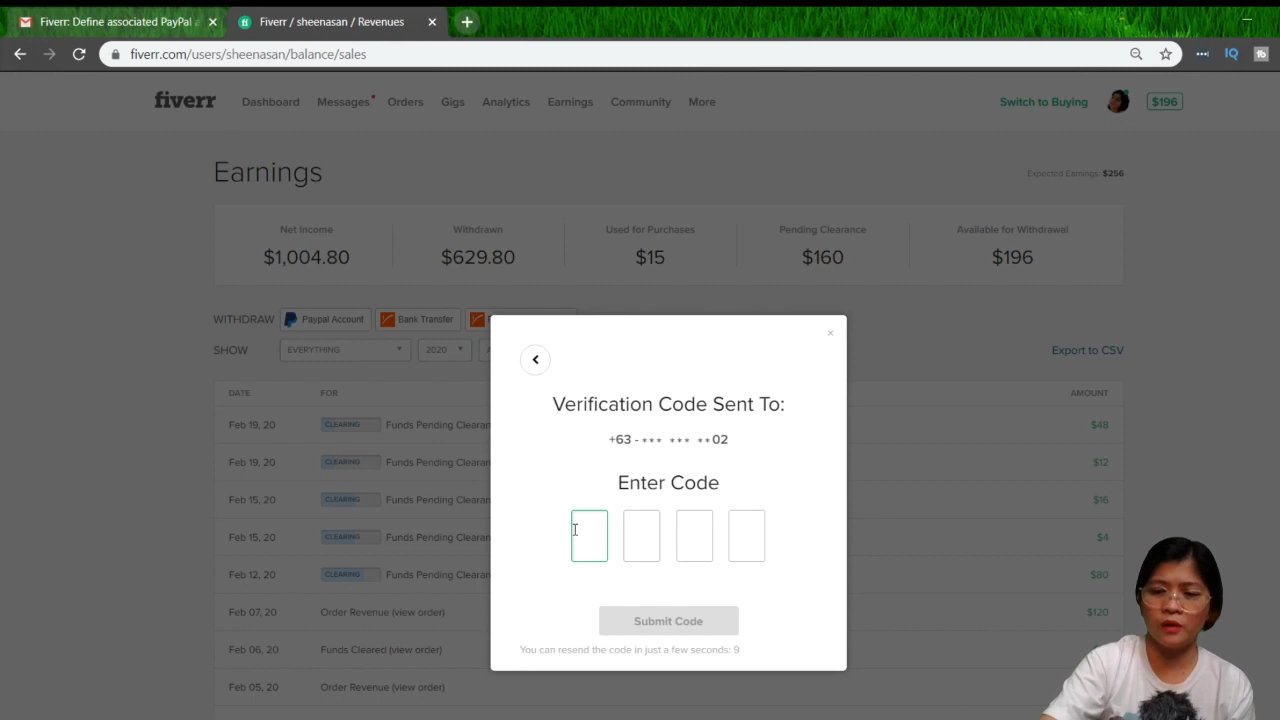 Fiverr: Define associated PayPal
Fiverr / sheenasan / Revenues
fiverr.com/users/sheenasan/balance/sales
fiverr Dashboard Messages Orders Gigs Analytics Earnings Community More Switch to Buying $196
Earnings
Expected Earnings: $256
Net Income Withdrawn Used for Purchases Pending Clearance Available for Withdrawal
$1,004.80 $629.80 $15 $160 $196
WITHDRAW Paypal Account Bank Transfer
SHOW EVERYTHING 2020 Export to CSV
DATE FOR AMOUNT
Feb 19, 20 CLEARING Funds Pending Clearan $48
Feb 19, 20 CLEARING Funds Pending Clearan $12
Feb 15, 20 CLEARING Funds Pending Clearan $16
Feb 15, 20 CLEARING Funds Pending Clearan $4
Feb 12, 20 CLEARING Funds Pending Clearan $80
Feb 07, 20 Order Revenue (view order) $120
Feb 06, 20 Funds Cleared (view order)
Feb 05, 20 Order Revenue (view order)
Verification Code Sent To:
+63 - *** *** **02
Enter Code
Submit Code
You can resend the code in just a few seconds: 9